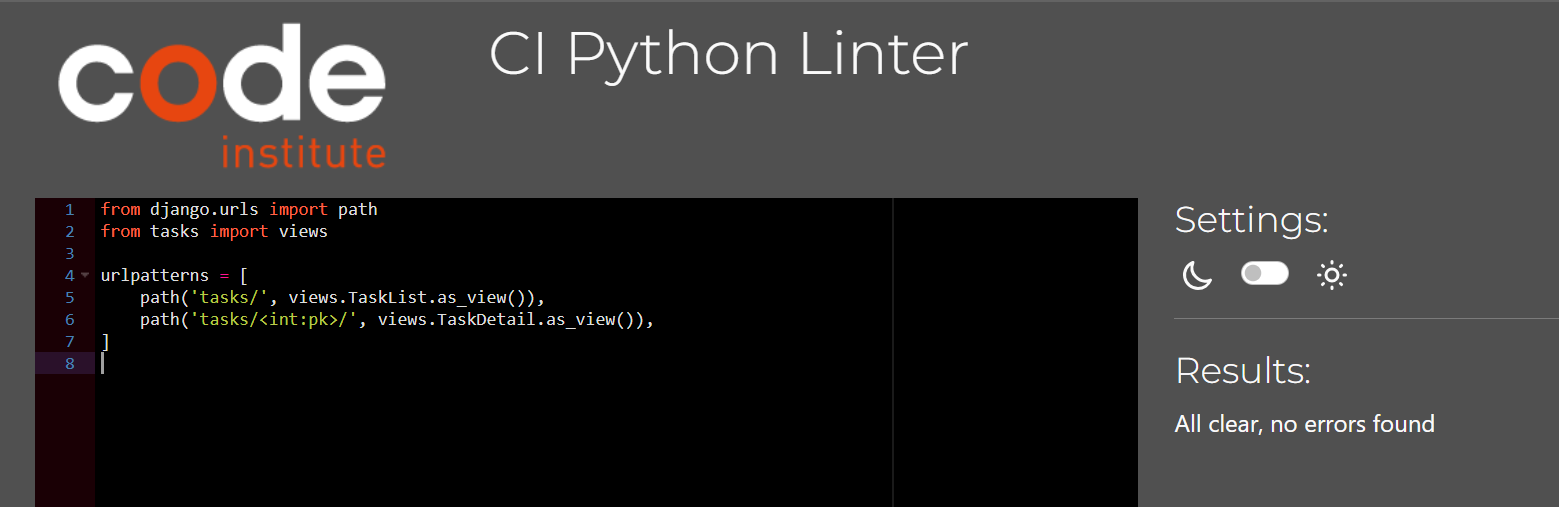 code
institute
CI Python Linter
1 from django.urls import path
2 from tasks import views
3
4 urlpatterns = [
5     path('tasks/', views.TaskList.as_view()),
6     path('tasks/<int:pk>/', views.TaskDetail.as_view()),
7 ]
8
Settings:
Results:
All clear, no errors found